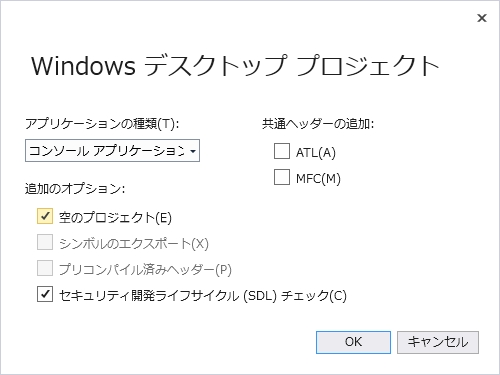 Windows デスクトップ プロジェクト
アプリケーションの種類(T):
コンソール アプリケーション
追加のオプション:
空のプロジェクト(E)
シンボルのエクスポート(X)
プリコンパイル済みヘッダー(P)
セキュリティ開発ライフサイクル (SDL) チェック(C)
共通ヘッダーの追加:
ATL(A)
MFC(M)
OK
キャンセル